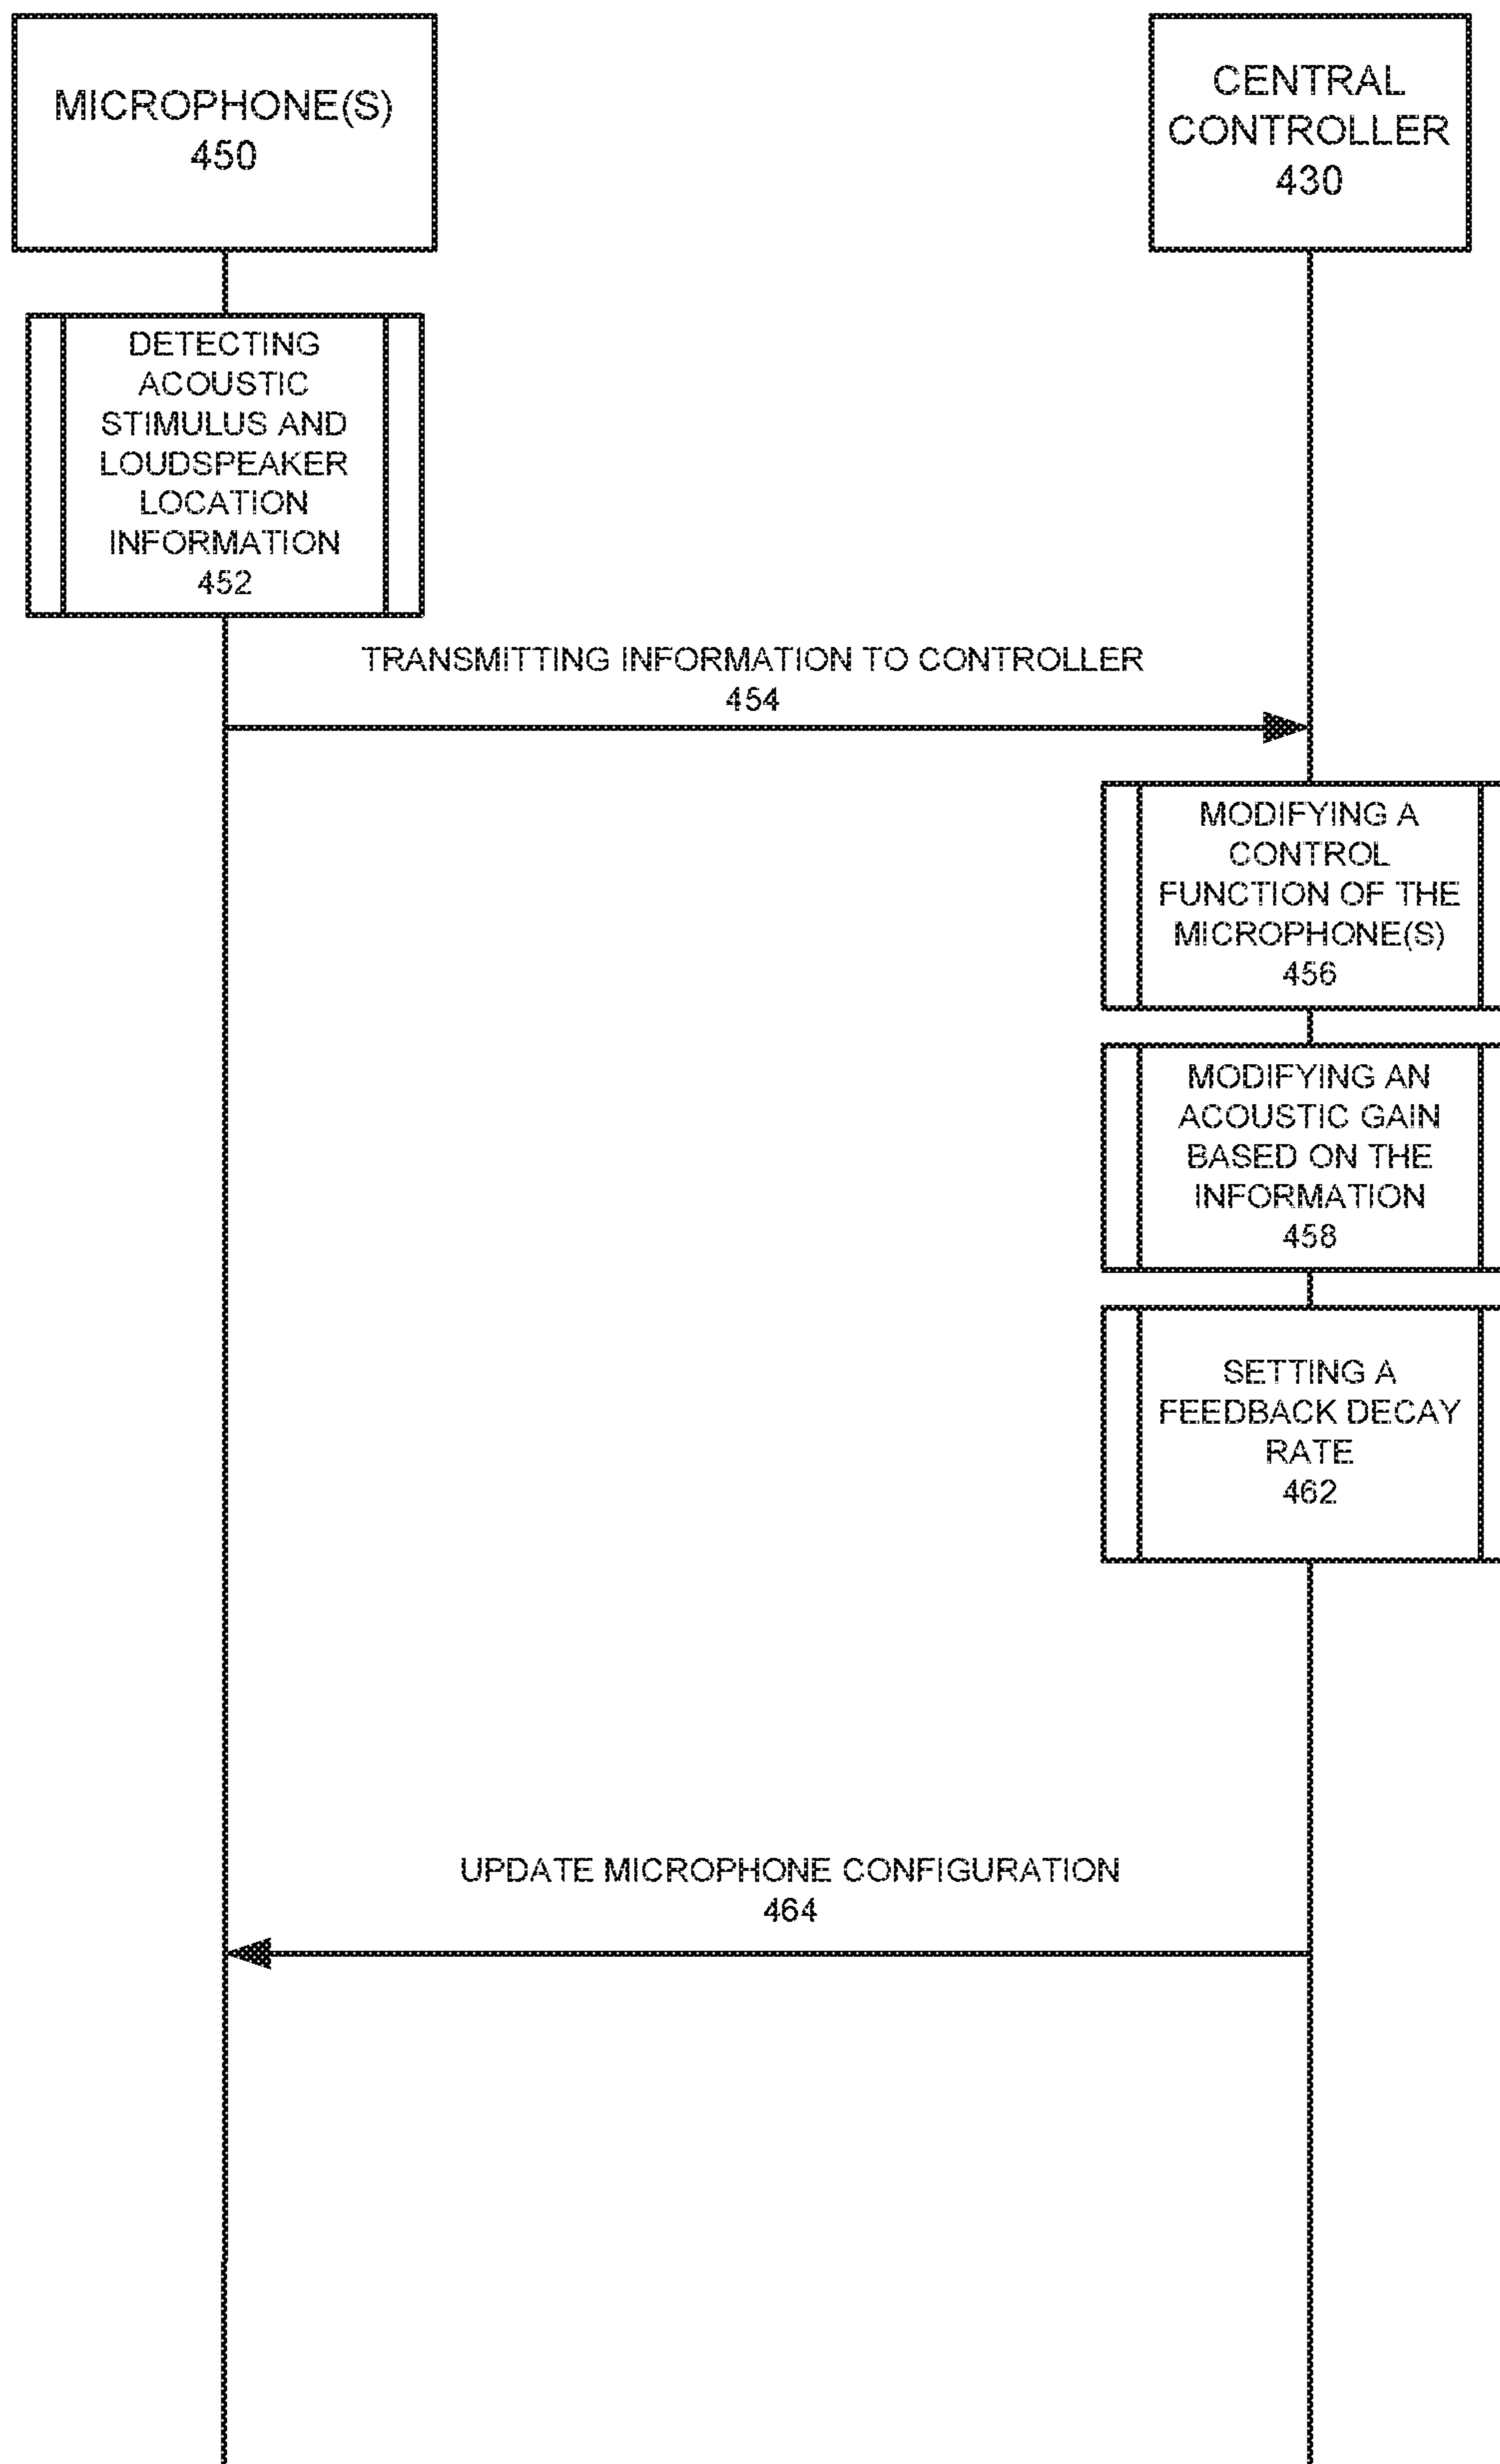 MICROPHONE(S)
450
CENTRAL
CONTROLLER
430
DETECTING
ACOUSTIC
STIMULUS AND
LOUDSPEAKER
LOCATION
INFORMATION
452
TRANSMITTING INFORMATION TO CONTROLLER
454
MODIFYING A
CONTROL
FUNCTION OF THE
MICROPHONE(S)
456
MODIFYING AN
ACOUSTIC GAIN
BASED ON THE
INFORMATION
458
SETTING A
FEEDBACK DECAY
RATE
462
UPDATE MICROPHONE CONFIGURATION
464